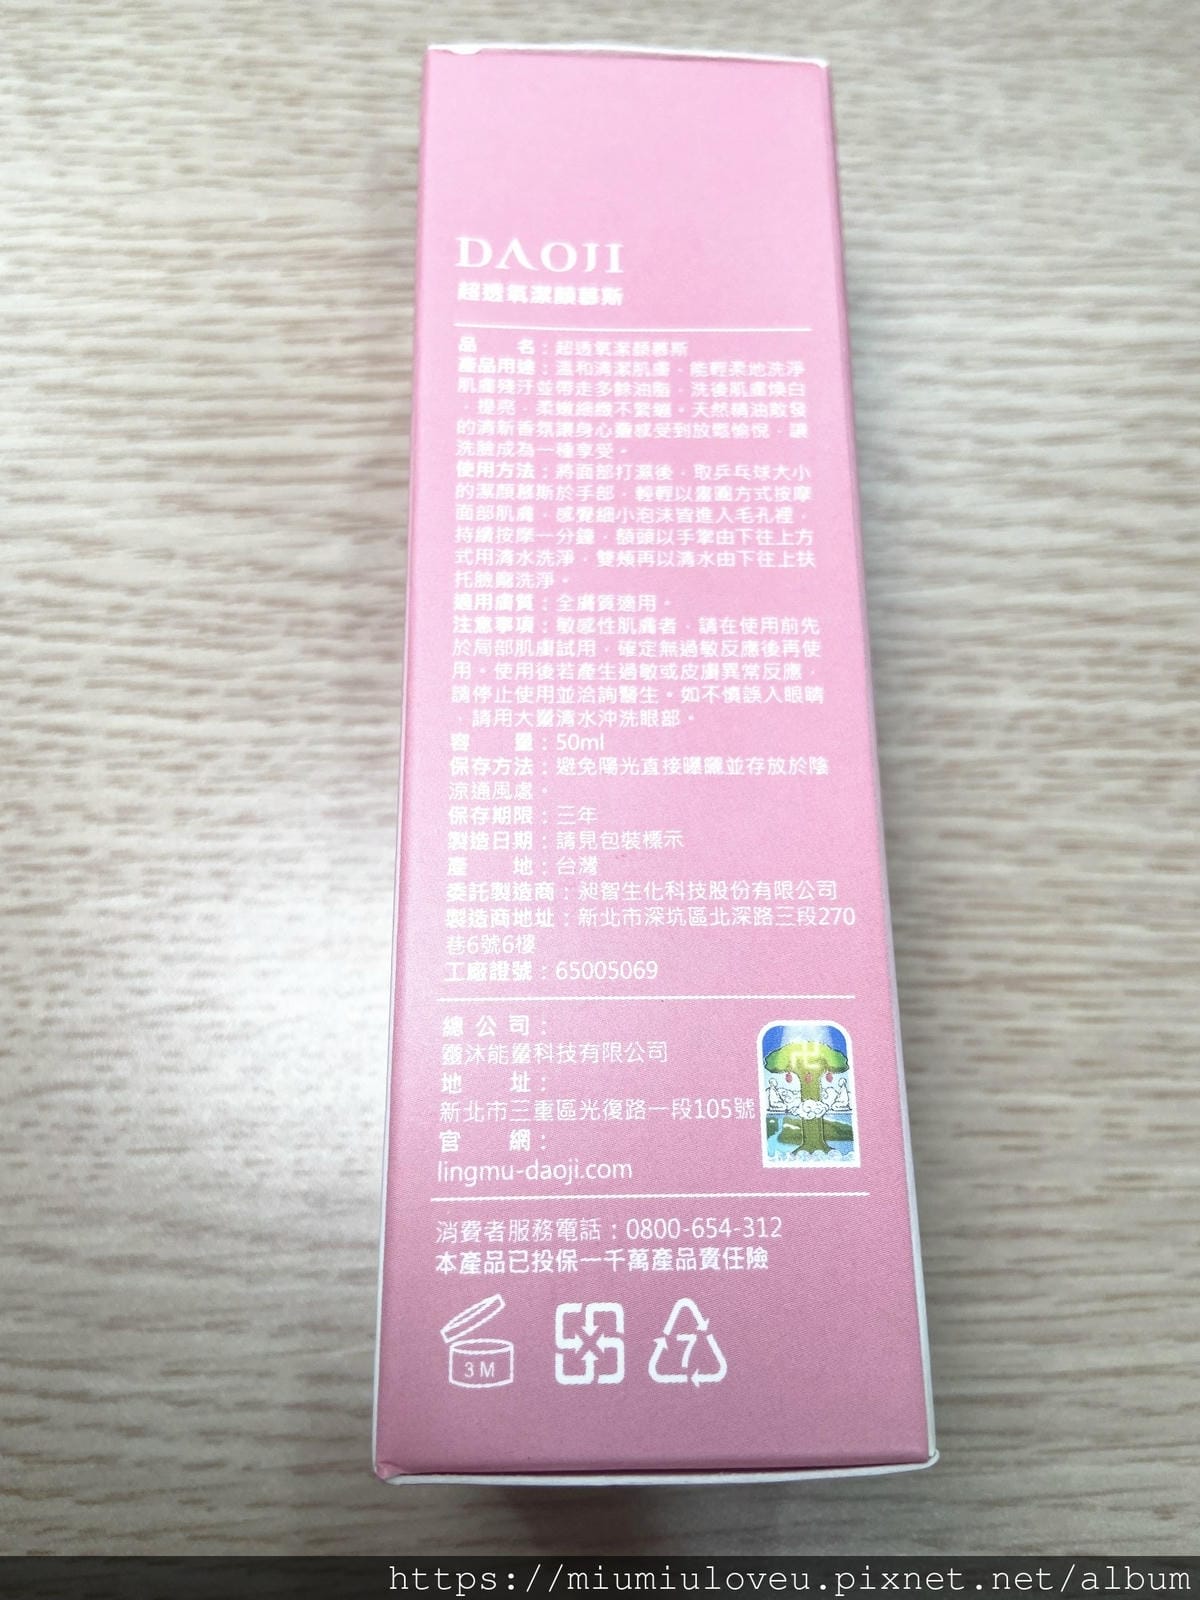 DAOJI
超透氧潔顏慕斯
品　　名：超透氧潔顏慕斯
產品用途：溫和清潔肌膚，能輕柔地洗淨
肌膚殘汙並帶走多餘油脂，洗後肌膚煥白
，提亮，柔嫩細緻不緊繃。天然精油散發
的清新香氛讓身心靈感受到放鬆愉悅，讓
洗臉成為一種享受。
使用方法：將面部打濕後，取乒乓球大小
的潔顏慕斯於手部，輕輕以畫圈方式按摩
面部肌膚，感覺細小泡沫皆進入毛孔裡，
持續按摩一分鐘，額頭以手掌由下往上方
式用清水洗淨，雙頰再以清水由下往上扶
托臉龐洗淨。
適用膚質：全膚質適用。
注意事項：敏感性肌膚者，請在使用前先
於局部肌膚試用，確定無過敏反應後再使
用。使用後若產生過敏或皮膚異常反應，
請停止使用並洽詢醫生。如不慎誤入眼睛
，請用大量清水沖洗眼部。
容　　量：50ml
保存方法：避免陽光直接曝曬並存放於陰
涼通風處。
保存期限：三年
製造日期：請見包裝標示
產　　地：台灣
委託製造商：昶智生化科技股份有限公司
製造商地址：新北市深坑區北深路三段270
巷6號6樓
工廠證號：65005069
總 公 司：
靈沐能量科技有限公司
地　　址：
新北市三重區光復路一段105號
官　　網：
lingmu-daoji.com
卍
消費者服務電話：0800-654-312
本產品已投保一千萬產品責任險
3 M
7
https://miumiuloveu.pixnet.net/album